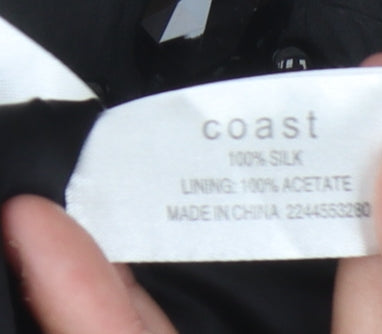 coast
100% SILK
LINING: 100% ACETATE
MADE IN CHINA 2244553280